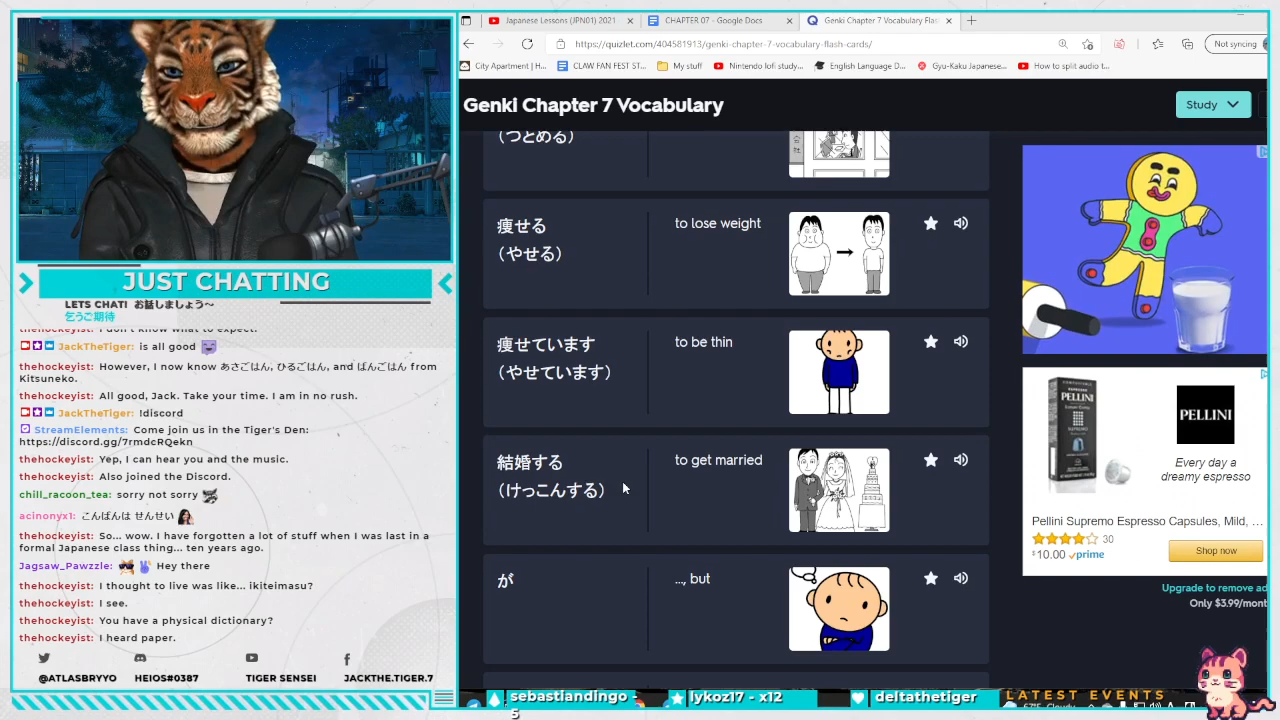 JUST CHATTING
LETS CHAT! お話しましょう〜
乞うご期待
thehockeyist: I don't know what to expect.
JackTheTiger: is all good
thehockeyist: However, I now know あさごはん, ひるごはん, and ばんごはん from
Kitsuneko.
thehockeyist: All good, Jack. Take your time. I am in no rush.
JackTheTiger: !discord
StreamElements: Come join us in the Tiger's Den:
https://discord.gg/7rmdcRQekn
thehockeyist: Yep, I can hear you and the music.
thehockeyist: Also joined the Discord.
chill_racoon_tea: sorry not sorry
acinonyx1: こんばんは せんせい
thehockeyist: So... wow. I have forgotten a lot of stuff when I was last in a
formal Japanese class thing... ten years ago.
Jagsaw_Pawzzle: Hey there
thehockeyist: I thought to live was like... ikiteimasu?
thehockeyist: I see.
thehockeyist: You have a physical dictionary?
thehockeyist: I heard paper.
@ATLASBRYYO HEIOS#0387 TIGER SENSEI JACKTHE.TIGER.7
Japanese Lessons (JPN01) 2021
CHAPTER 07 - Google Docs
Genki Chapter 7 Vocabulary Flas
https://quizlet.com/404581913/genki-chapter-7-vocabulary-flash-cards/
Not syncing
City Apartment | H... CLAW FAN FEST ST... My stuff Nintendo lofi study... English Language D... Gyu-Kaku Japanese... How to split audio t...
Genki Chapter 7 Vocabulary
Study
(つとめる)
痩せる
(やせる)
to lose weight
痩せています
(やせています)
to be thin
結婚する
(けっこんする)
to get married
が
..., but
PELLINI
PELLINI
Every day a
dreamy espresso
Pellini Supremo Espresso Capsules, Mild, ...
30
$10.00 prime
Shop now
Upgrade to remove ad
Only $3.99/mont
sebastiandingo -
5
lyddz17 - x12
deltathetiger
LATEST EVENTS